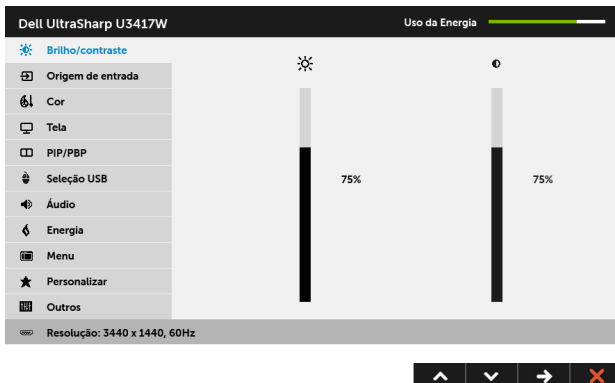 Dell UltraSharp U3417W
Uso da Energia
Brilho/contraste
Origem de entrada
Cor
Tela
PIP/PBP
Seleção USB
75%
75%
Áudio
Energia
Menu
Personalizar
Outros
Resolução: 3440 x 1440, 60Hz